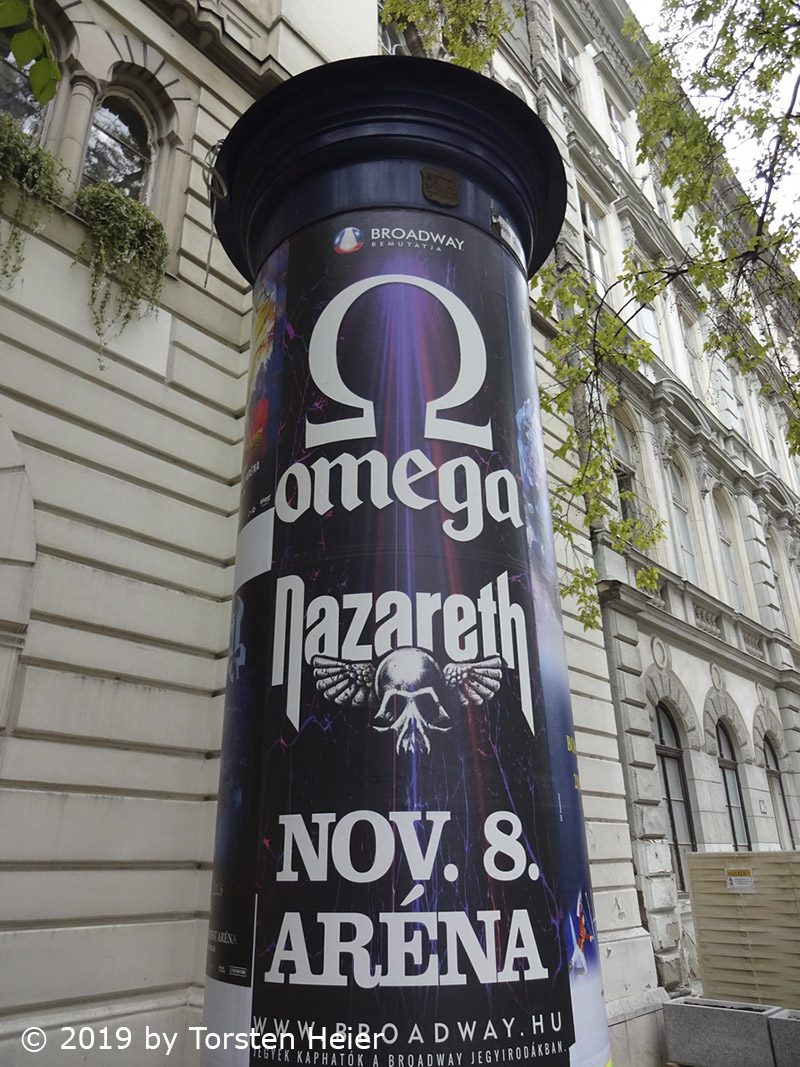 BROADWAY
BEMUTATJA
Ω
omega
Nazareth
NOV. 8.
ARÉNA
WWW.BROADWAY.HU
JEGYEK KAPHATÓK A BROADWAY JEGYIRODÁKBAN.
© 2019 by Torsten Heier